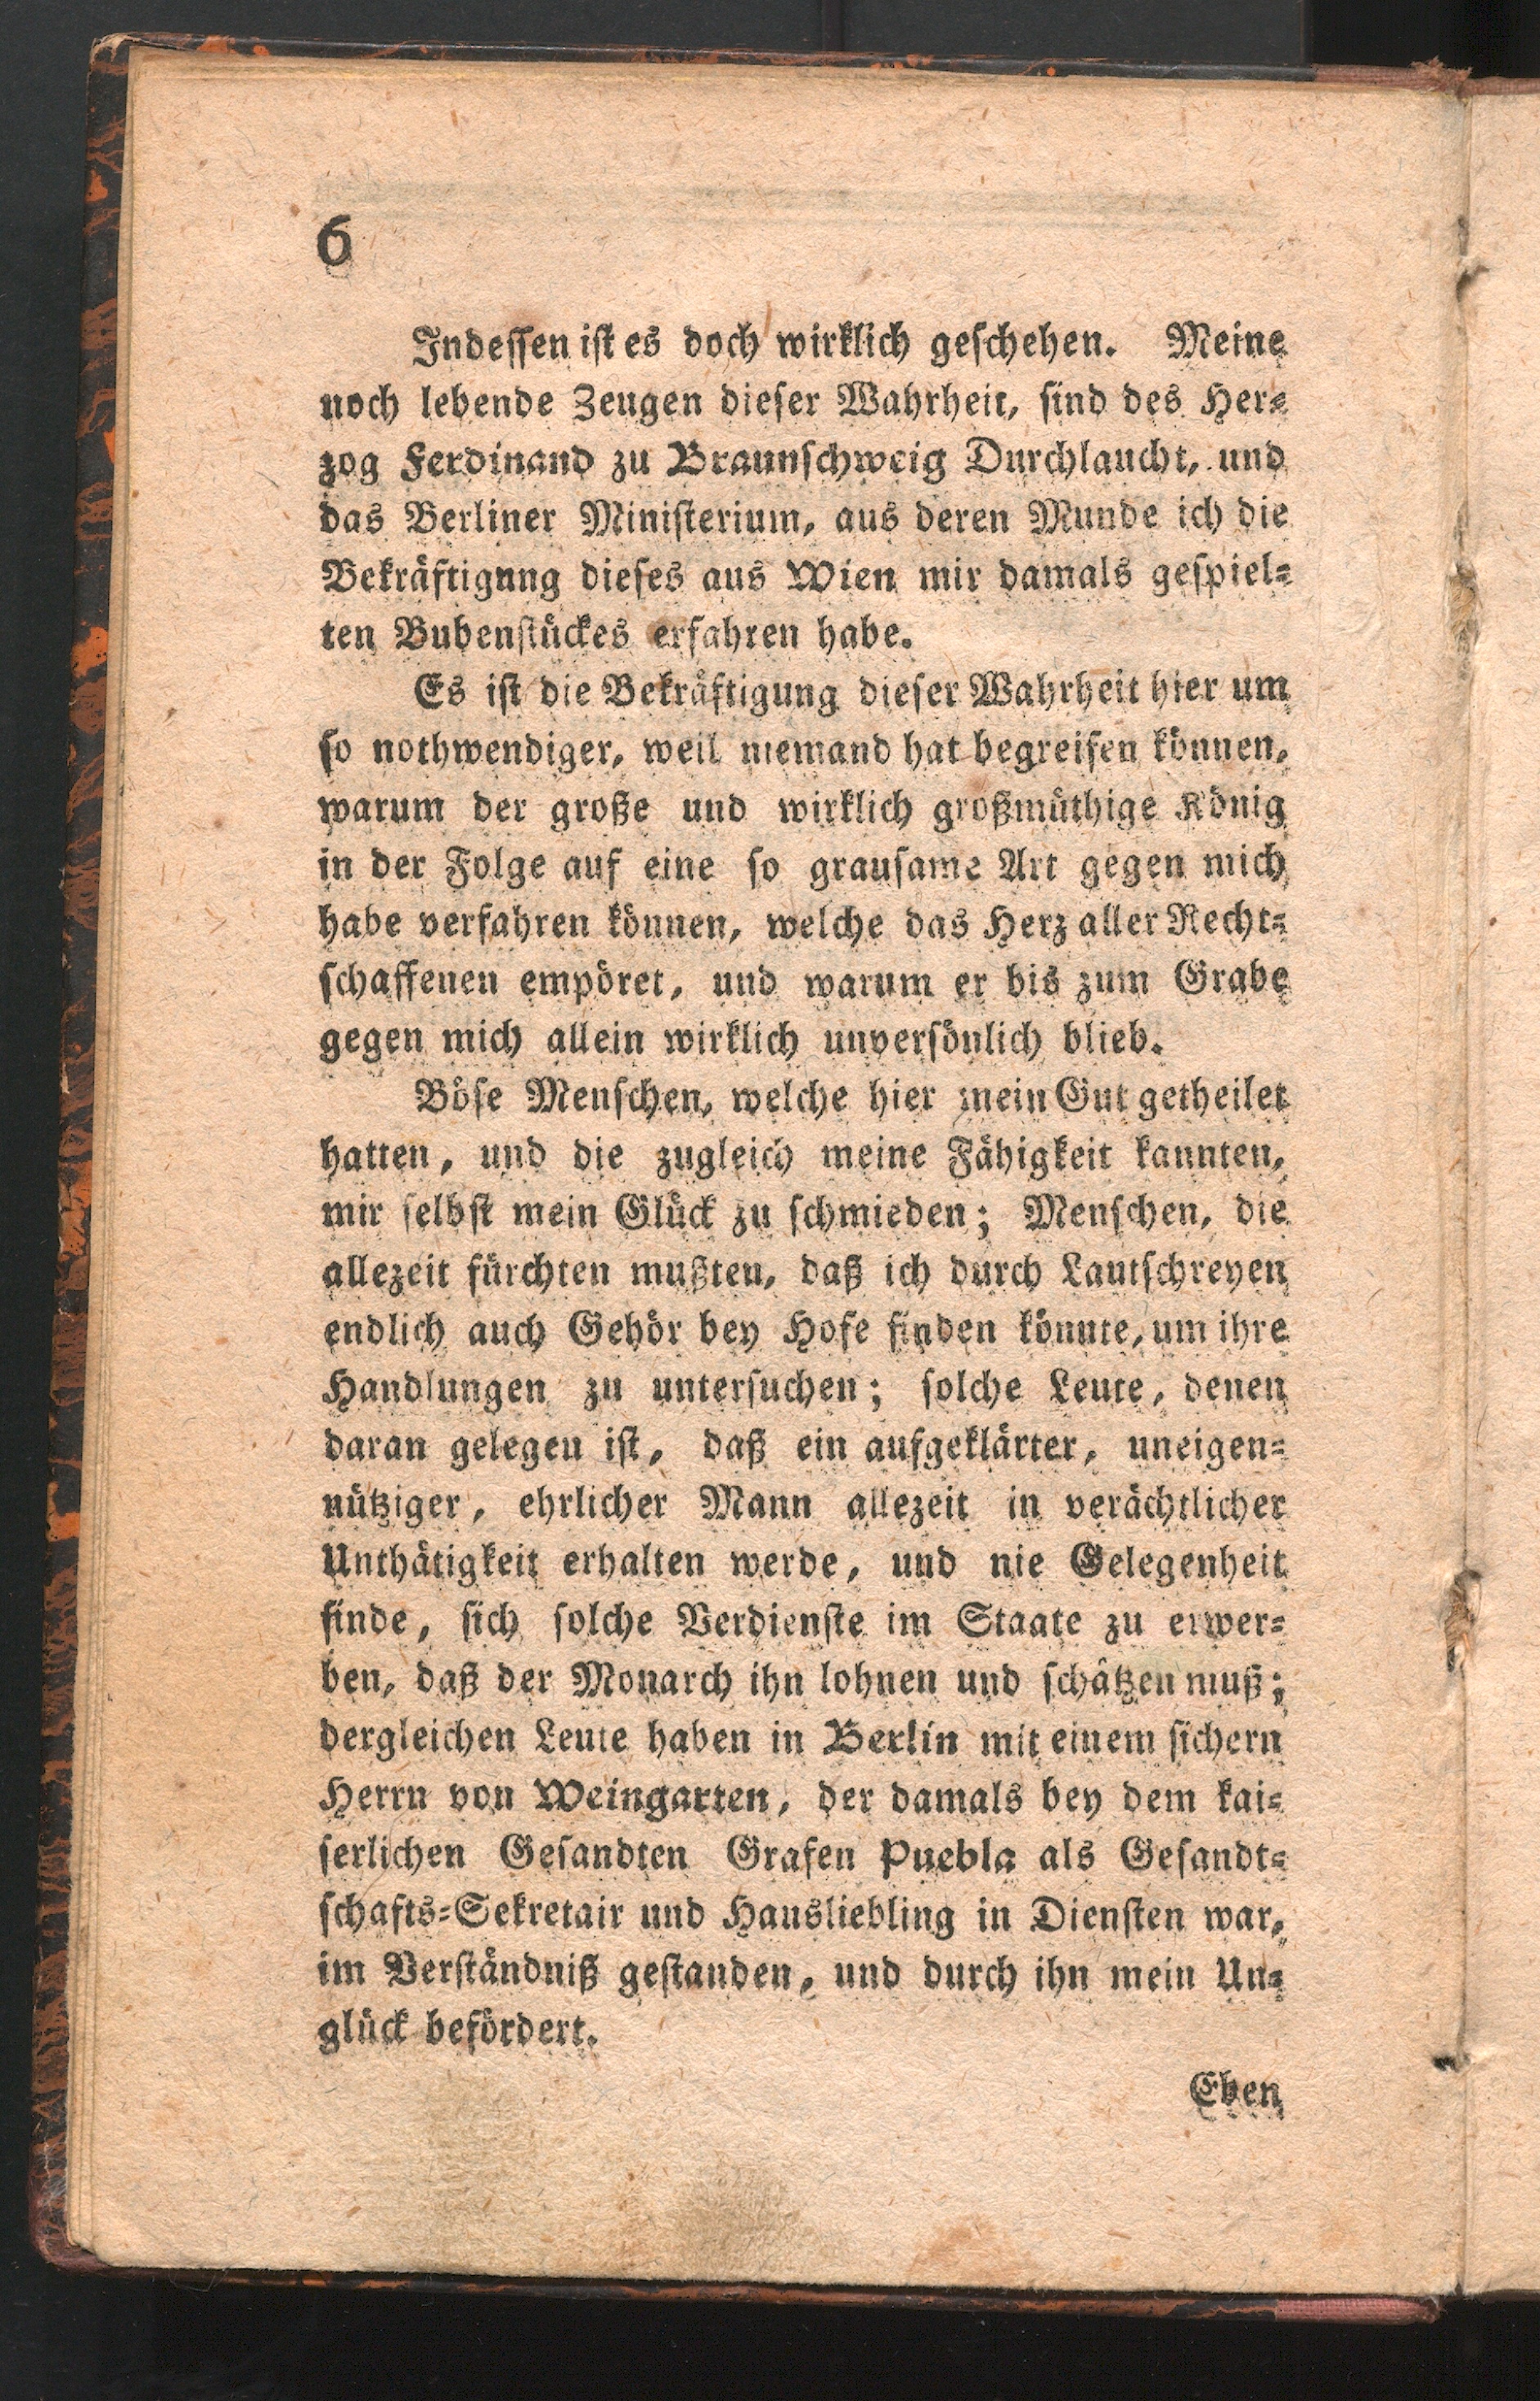 6
Indessen ist es doch wirklich geschehen. Meine
noch lebende Zeugen dieser Wahrheit, sind des Her-
zog Ferdinand zu Braunschweig Durchlaucht, und
das Berliner Ministerium, aus deren Munde ich die
Bekräftigung dieses aus Wien mir damals gespiel-
ten Bubenstückes erfahren habe.
Es ist die Bekräftigung dieser Wahrheit hier um
so nothwendiger, weil niemand hat begreifen können,
warum der große und wirklich großmüthige König
in der Folge auf eine so grausame Art gegen mich
habe verfahren können, welche das Herz aller Recht-
schaffenen empöret, und warum er bis zum Grabe
gegen mich allein wirklich unversönlich blieb.
Böse Menschen, welche hier mein Gut getheilet
hatten, und die zugleich meine Fähigkeit kannten,
mir selbst mein Glück zu schmieden; Menschen, die
allezeit fürchten mußten, daß ich durch Lautschreyen
endlich auch Gehör bey Hofe finden könnte, um ihre
Handlungen zu untersuchen; solche Leute, denen
daran gelegen ist, daß ein aufgeklärter, uneigen-
nütziger, ehrlicher Mann allezeit in verächtlicher
Unthätigkeit erhalten werde, und nie Gelegenheit
finde, sich solche Verdienste im Staate zu erwer-
ben, daß der Monarch ihn lohnen und schätzen muß;
dergleichen Leute haben in Berlin mit einem sichern
Herrn von Weingarten, der damals bey dem kai-
serlichen Gesandten Grafen Puebla als Gesandt-
schafts-Sekretair und Hausliebling in Diensten war,
im Verständniß gestanden, und durch ihn mein Un-
glück befördert.
Eben